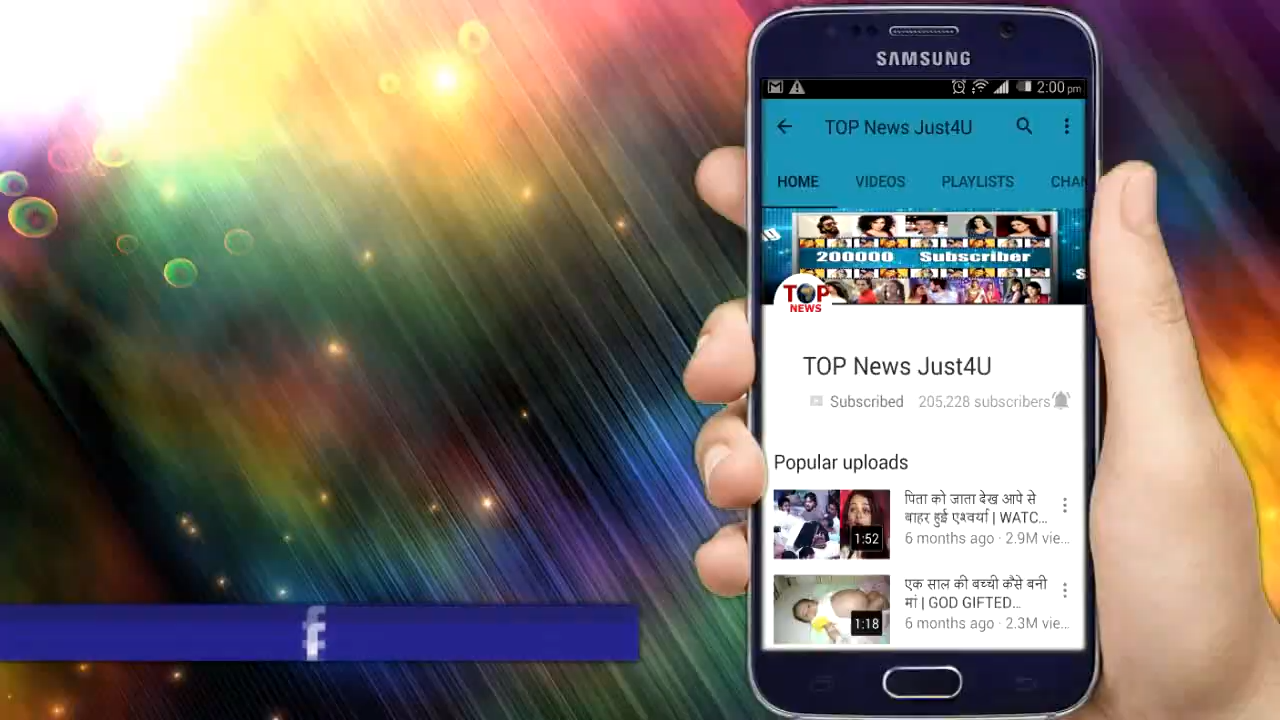 SAMSUNG
2:00 pm
TOP News Just4U
HOME VIDEOS PLAYLISTS CHAN
200000 Subscriber
TOP
NEWS
TOP News Just4U
Subscribed 205,228 subscribers
Popular uploads
पिता को जाता देख आपे से
बाहर हुई एश्वर्या | WATC...
6 months ago · 2.9M vie...
1:52
एक साल की बच्ची कैसे बनी
मां | GOD GIFTED...
6 months ago · 2.3M vie...
1:18
f